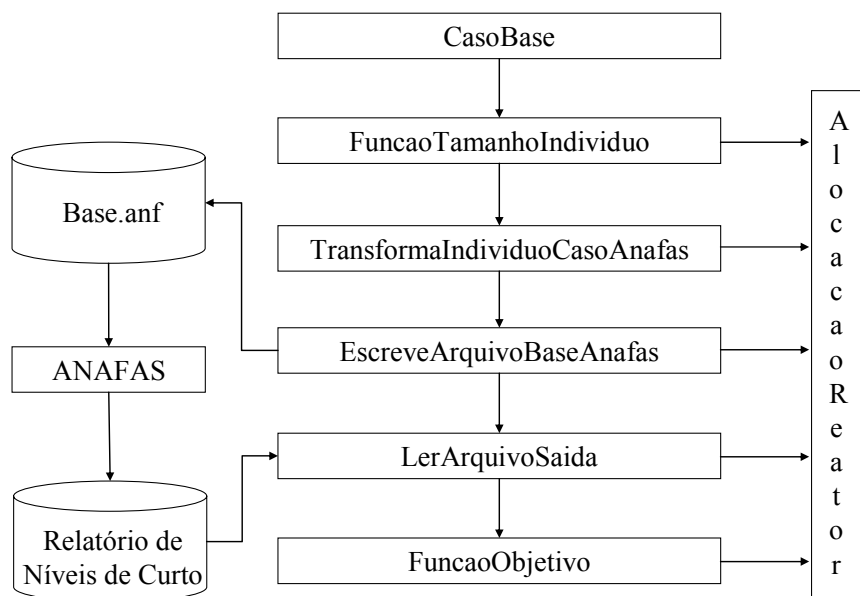 CasoBase
FuncaoTamanhoIndividuo
TransformaIndividuoCasoAnafas
EscreveArquivoBaseAnafas
LerArquivoSaida
FuncaoObjetivo
Base.anf
ANAFAS
Relatório de
Níveis de Curto
A
l
o
c
a
c
a
o
R
e
a
t
o
r